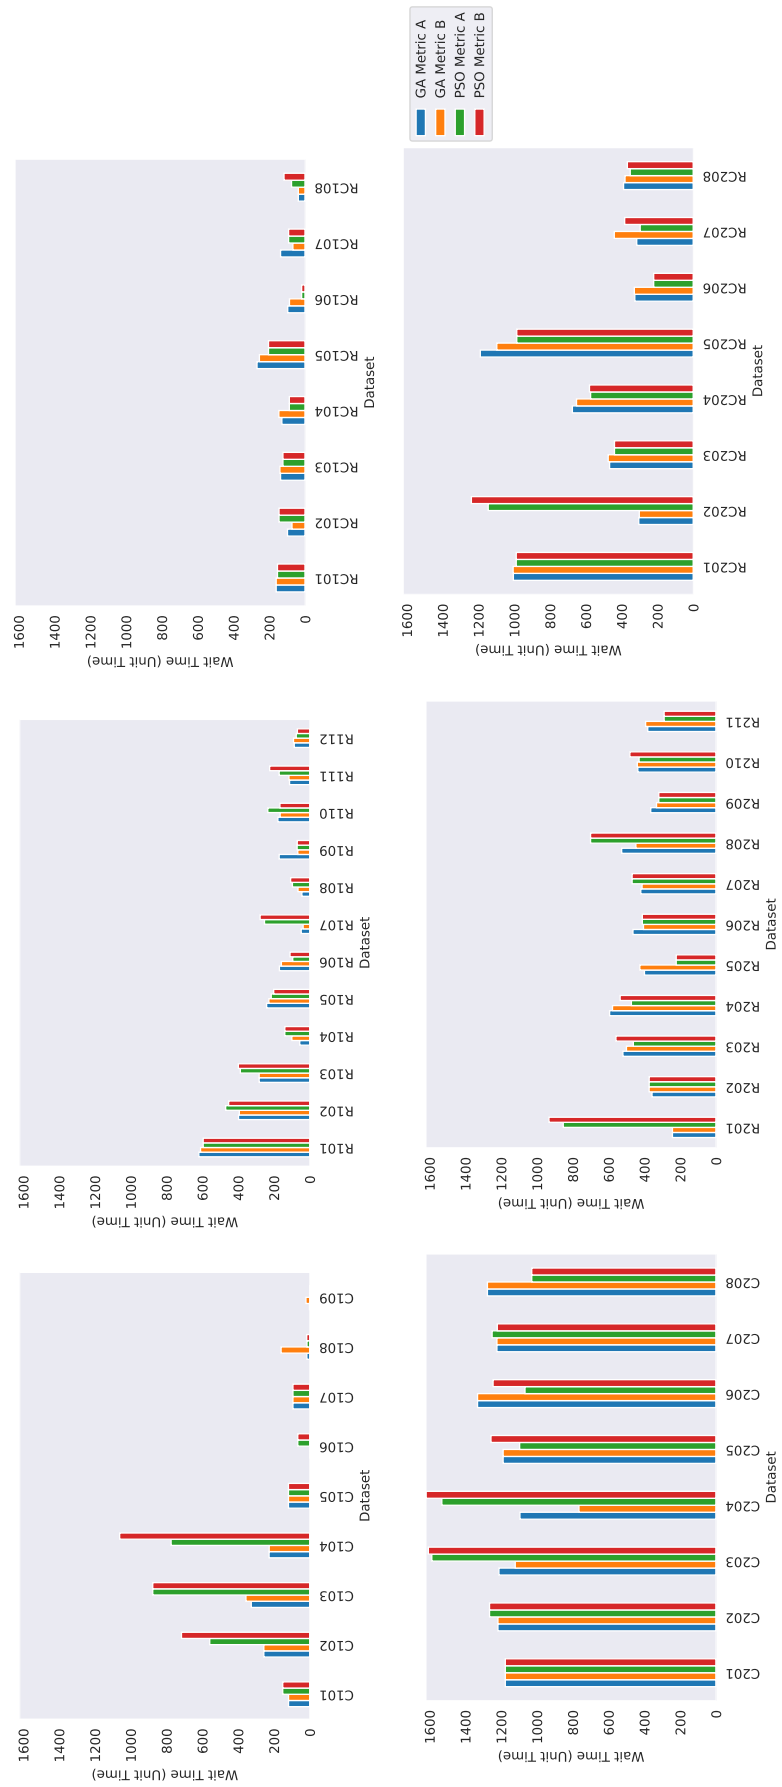 Wait Time (Unit Time)
1600
1400
1200
1000
800
600
400
200
0
C101 C102 C103 C104 C105 C106 C107 C108 C109
Dataset
Wait Time (Unit Time)
1600
1400
1200
1000
800
600
400
200
0
R101 R102 R103 R104 R105 R106 R107 R108 R109 R110 R111 R112
Dataset
Wait Time (Unit Time)
1600
1400
1200
1000
800
600
400
200
0
RC101 RC102 RC103 RC104 RC105 RC106 RC107 RC108
Dataset
Wait Time (Unit Time)
1600
1400
1200
1000
800
600
400
200
0
C201 C202 C203 C204 C205 C206 C207 C208
Dataset
Wait Time (Unit Time)
1600
1400
1200
1000
800
600
400
200
0
R201 R202 R203 R204 R205 R206 R207 R208 R209 R210 R211
Dataset
Wait Time (Unit Time)
1600
1400
1200
1000
800
600
400
200
0
RC201 RC202 RC203 RC204 RC205 RC206 RC207 RC208
Dataset
GA Metric A
GA Metric B
PSO Metric A
PSO Metric B